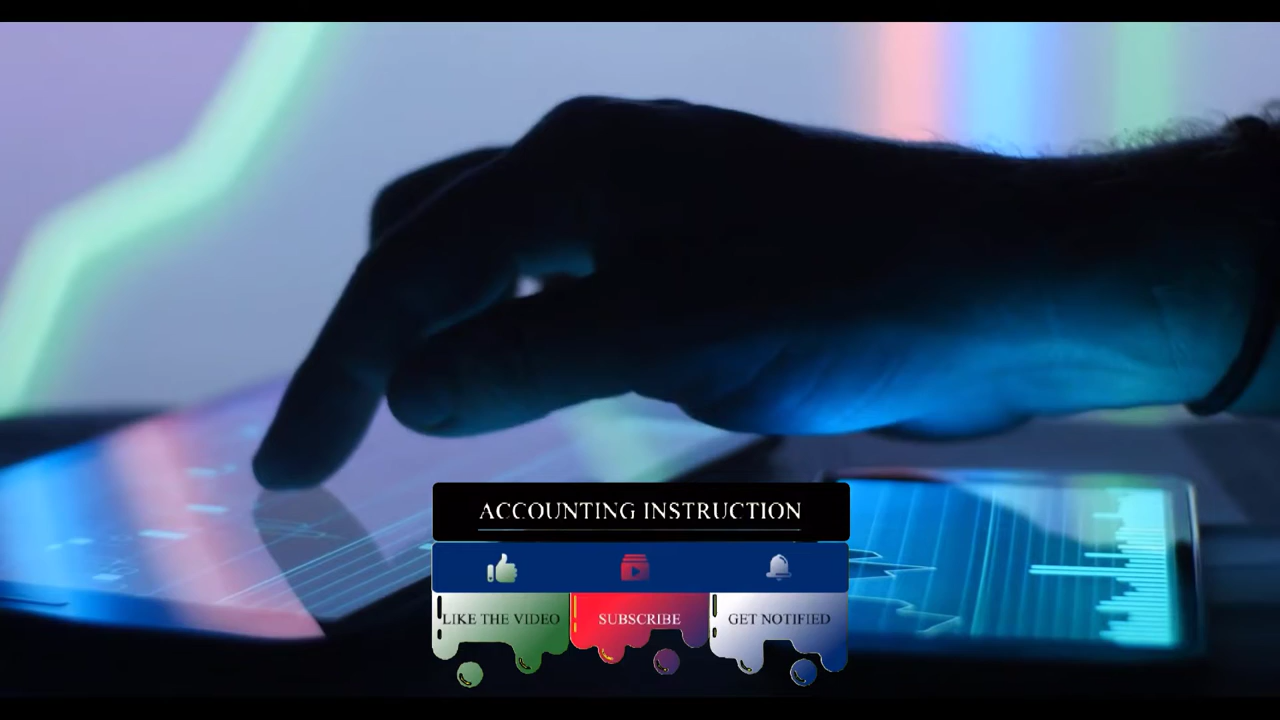 ACCOUNTING INSTRUCTION
LIKE THE VIDEO
SUBSCRIBE
GET NOTIFIED